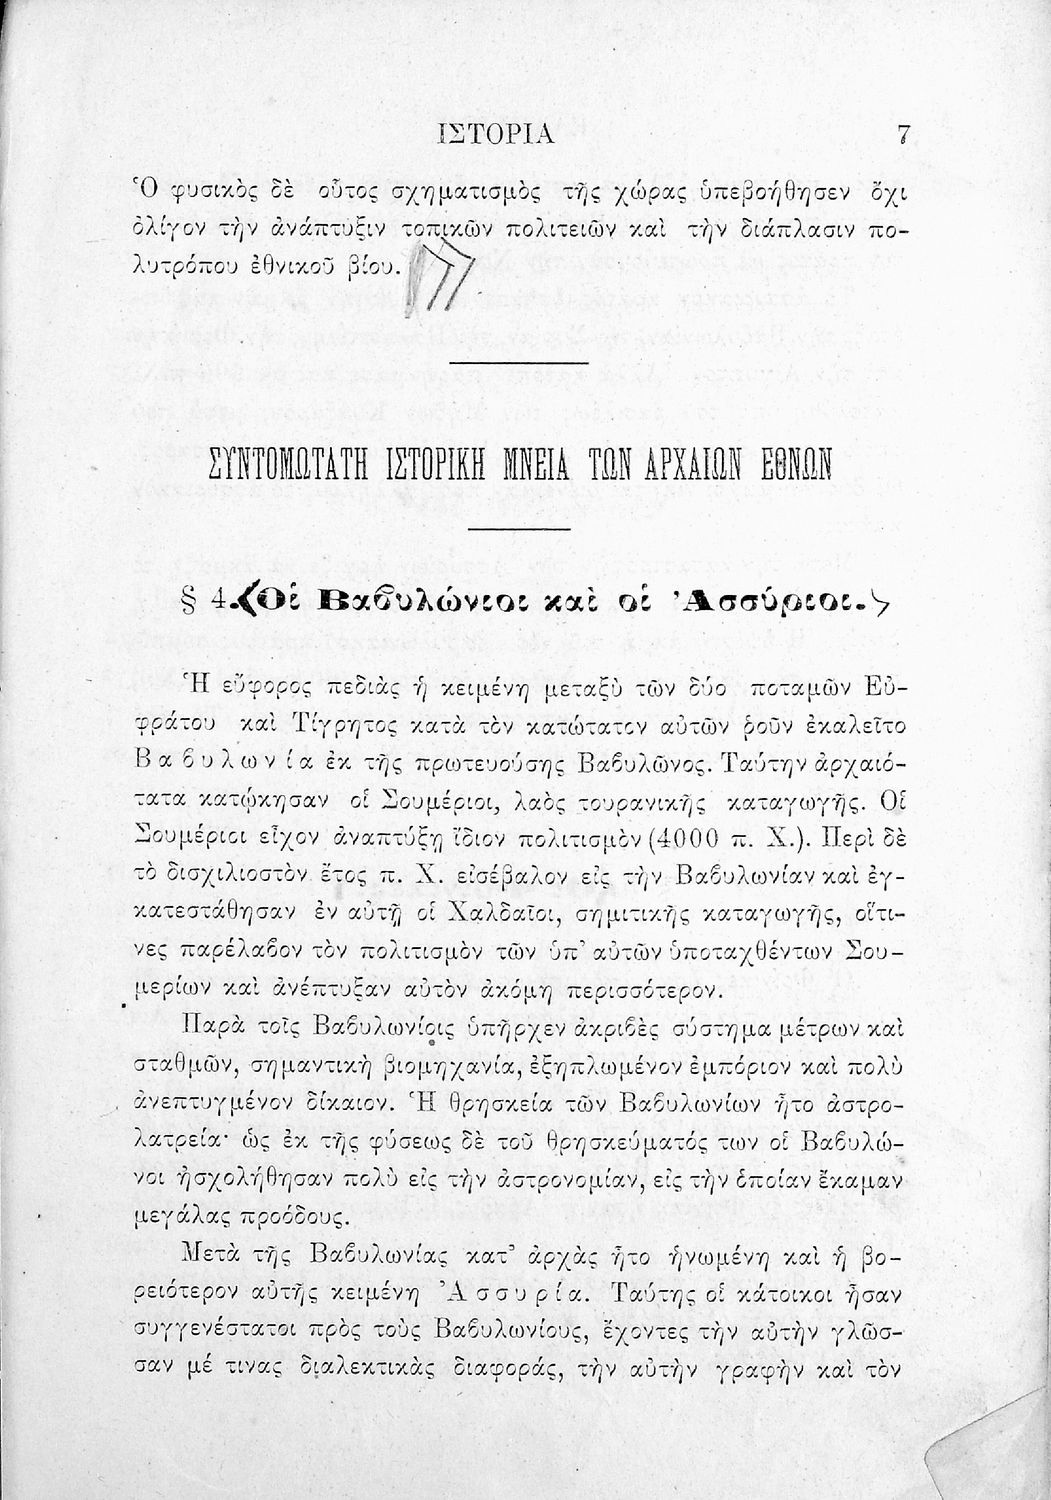 ΙΣΤΟΡΙΑ 7
Ὁ φυσικὸς δὲ οὗτος σχηματισμὸς τῆς χώρας ὑπεβοήθησεν ὄχι
ὀλίγον τὴν ἀνάπτυξιν τοπικῶν πολιτειῶν καὶ τὴν διάπλασιν πο-
λυτρόπου ἐθνικοῦ βίου.
ΣΥΝΤΟΜΩΤΑΤΗ ΙΣΤΟΡΙΚΗ ΜΝΕΙΑ ΤΩΝ ΑΡΧΑΙΩΝ ΕΘΝΩΝ
§ 4. Οἱ Βαϐυλώνιοι καὶ οἱ Ἀσσύριοι.
Ἡ εὔφορος πεδιὰς ἡ κειμένη μεταξὺ τῶν δύο ποταμῶν Εὐ-
φράτου καὶ Τίγρητος κατὰ τὸν κατώτατον αὐτῶν ῥοῦν ἐκαλεῖτο
Βαϐυλωνία ἐκ τῆς πρωτευούσης Βαϐυλῶνος. Ταύτην ἀρχαιό-
τατα κατῴκησαν οἱ Σουμέριοι, λαὸς τουρανικῆς καταγωγῆς. Οἱ
Σουμέριοι εἶχον ἀναπτύξῃ ἴδιον πολιτισμὸν (4000 π. Χ.). Περὶ δὲ
τὸ δισχιλιοστὸν ἔτος π. Χ. εἰσέβαλον εἰς τὴν Βαϐυλωνίαν καὶ ἐγ-
κατεστάθησαν ἐν αὐτῇ οἱ Χαλδαῖοι, σημιτικῆς καταγωγῆς, οἵτι-
νες παρέλαϐον τὸν πολιτισμὸν τῶν ὑπ’ αὐτῶν ὑποταχθέντων Σου-
μερίων καὶ ἀνέπτυξαν αὐτὸν ἀκόμη περισσότερον.
Παρὰ τοῖς Βαϐυλωνίοις ὑπῆρχεν ἀκριϐὲς σύστημα μέτρων καὶ
σταθμῶν, σημαντικὴ βιομηχανία, ἐξηπλωμένον ἐμπόριον καὶ πολὺ
ἀνεπτυγμένον δίκαιον. Ἡ θρησκεία τῶν Βαϐυλωνίων ἦτο ἀστρο-
λατρεία· ὡς ἐκ τῆς φύσεως δὲ τοῦ θρησκεύματός των οἱ Βαϐυλώ-
νοι ἠσχολήθησαν πολὺ εἰς τὴν ἀστρονομίαν, εἰς τὴν ὁποίαν ἔκαμαν
μεγάλας προόδους.
Μετὰ τῆς Βαϐυλωνίας κατ’ ἀρχὰς ἦτο ἡνωμένη καὶ ἡ βο-
ρειότερον αὐτῆς κειμένη Ἀσσυρία. Ταύτης οἱ κάτοικοι ἦσαν
συγγενέστατοι πρὸς τοὺς Βαϐυλωνίους, ἔχοντες τὴν αὐτὴν γλῶσ-
σαν μέ τινας διαλεκτικὰς διαφοράς, τὴν αὐτὴν γραφὴν καὶ τὸν